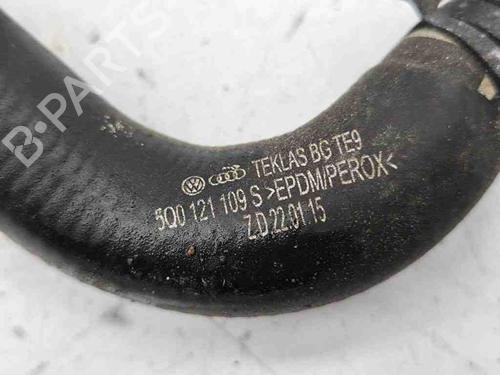 TEKLAS BG TE9
5Q0 121 109 S >EPDM/PEROX<
Z.D 22.01 15
B-PARTS